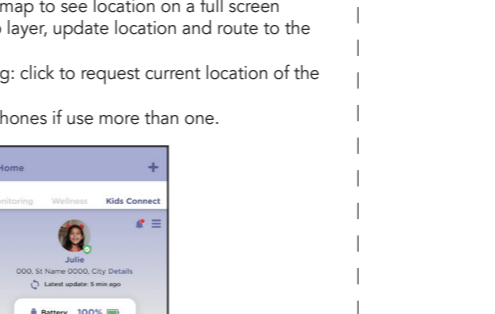 map to see location on a full screen
layer, update location and route to the
g: click to request current location of the
hones if use more than one.
Home
nitoring Wellness Kids Connect
Julie
000, St Name 0000, City Details
Latest update: 5 min ago
Battery 100%